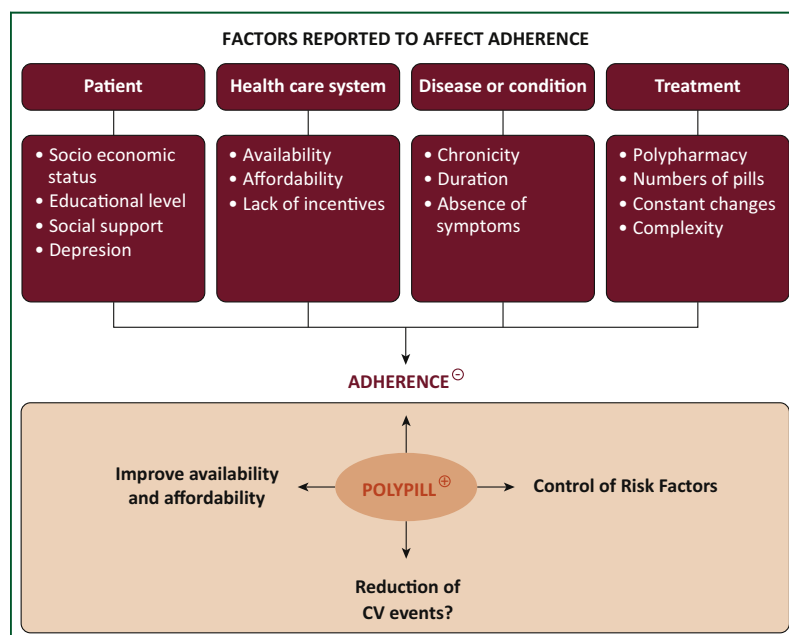 FACTORS REPORTED TO AFFECT ADHERENCE
Patient
• Socio economic
status
• Educational level
• Social support
• Depresion
Health care system
• Availability
• Affordability
• Lack of incentives
Disease or condition
• Chronicity
• Duration
• Absence of
symptoms
Treatment
• Polypharmacy
• Numbers of pills
• Constant changes
• Complexity
ADHERENCE ⊖
Improve availability
and affordability
POLYPILL ⊕
Control of Risk Factors
Reduction of
CV events?